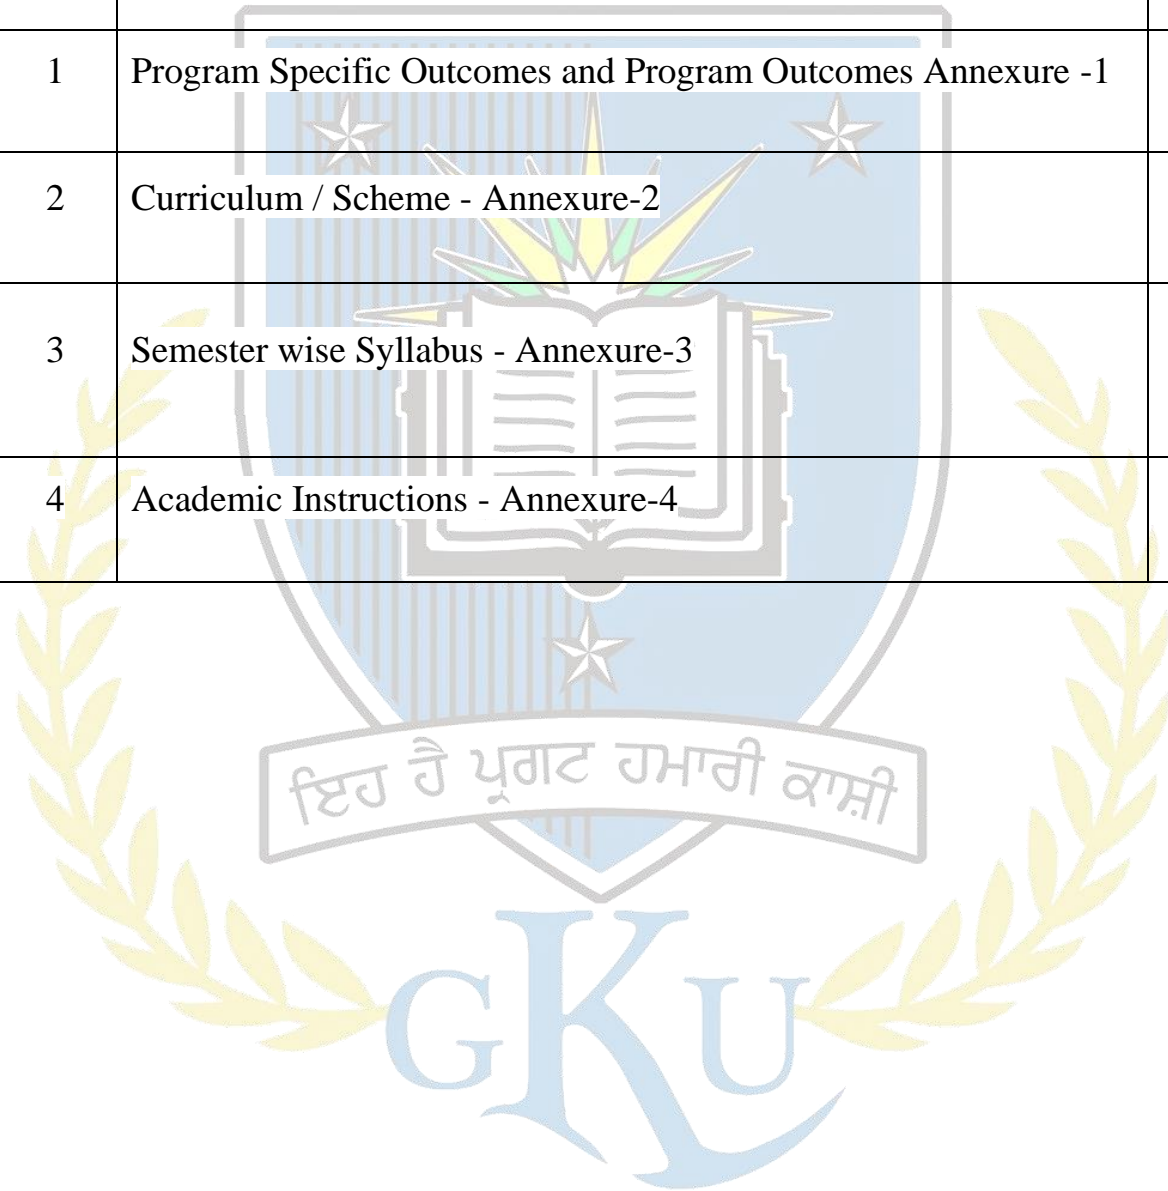 1 Program Specific Outcomes and Program Outcomes Annexure -1
2 Curriculum / Scheme - Annexure-2
3 Semester wise Syllabus - Annexure-3
4 Academic Instructions - Annexure-4
ਇਹ ਹੈ ਪ੍ਰਗਟ ਹਮਾਰੀ ਕਾਸ਼ੀ
GKU